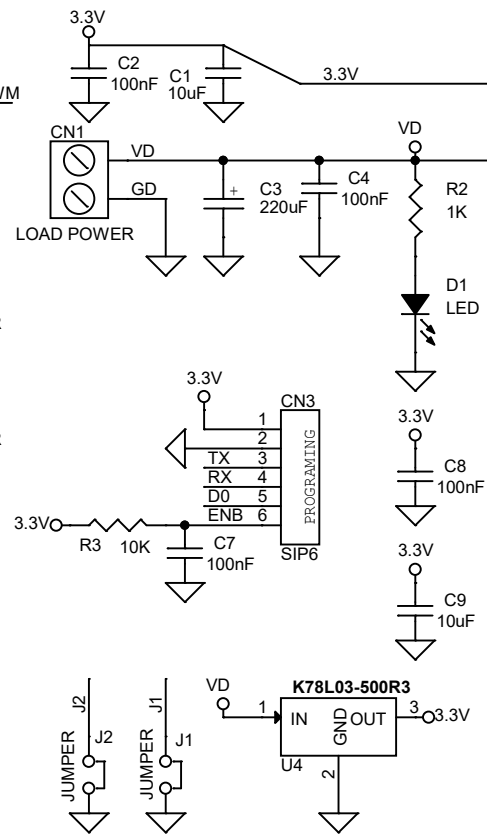 3.3V
C2
100nF
C1
10uF
3.3V
WM
CN1
VD
GD
LOAD POWER
C3
+
220uF
C4
100nF
VD
R2
1K
D1
LED
3.3V
CN3
1
2
TX 3
RX 4
D0 5
ENB 6
PROGRAMING
SIP6
3.3V
R3 10K
C7
100nF
3.3V
C8
100nF
3.3V
C9
10uF
J2
J2
JUMPER
J1
J1
JUMPER
K78L03-500R3
VD
1
IN
GND
OUT
3
3.3V
U4
2